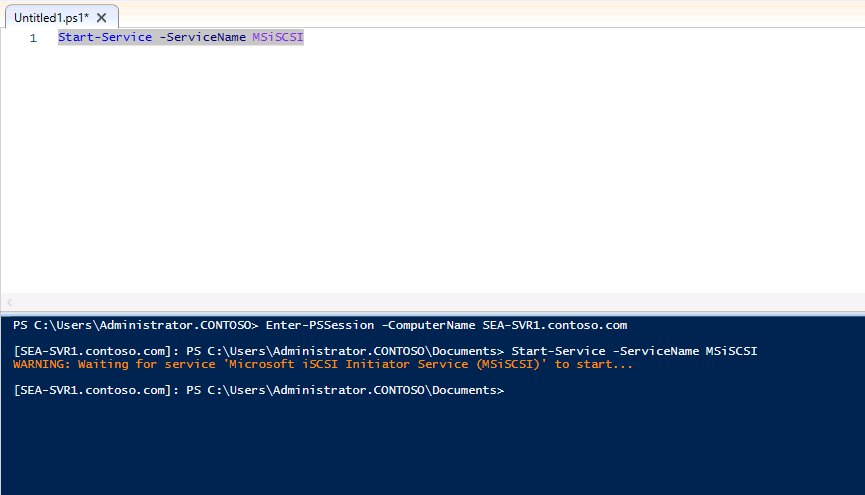 Untitled1.ps1* X
1 Start-Service -ServiceName MSiSCSI
PS C:\Users\Administrator.CONTOSO> Enter-PSSession -ComputerName SEA-SVR1.contoso.com
[SEA-SVR1.contoso.com]: PS C:\Users\Administrator.CONTOSO\Documents> Start-Service -ServiceName MSiSCSI
WARNING: Waiting for service 'Microsoft iSCSI Initiator Service (MSiSCSI)' to start...
[SEA-SVR1.contoso.com]: PS C:\Users\Administrator.CONTOSO\Documents>